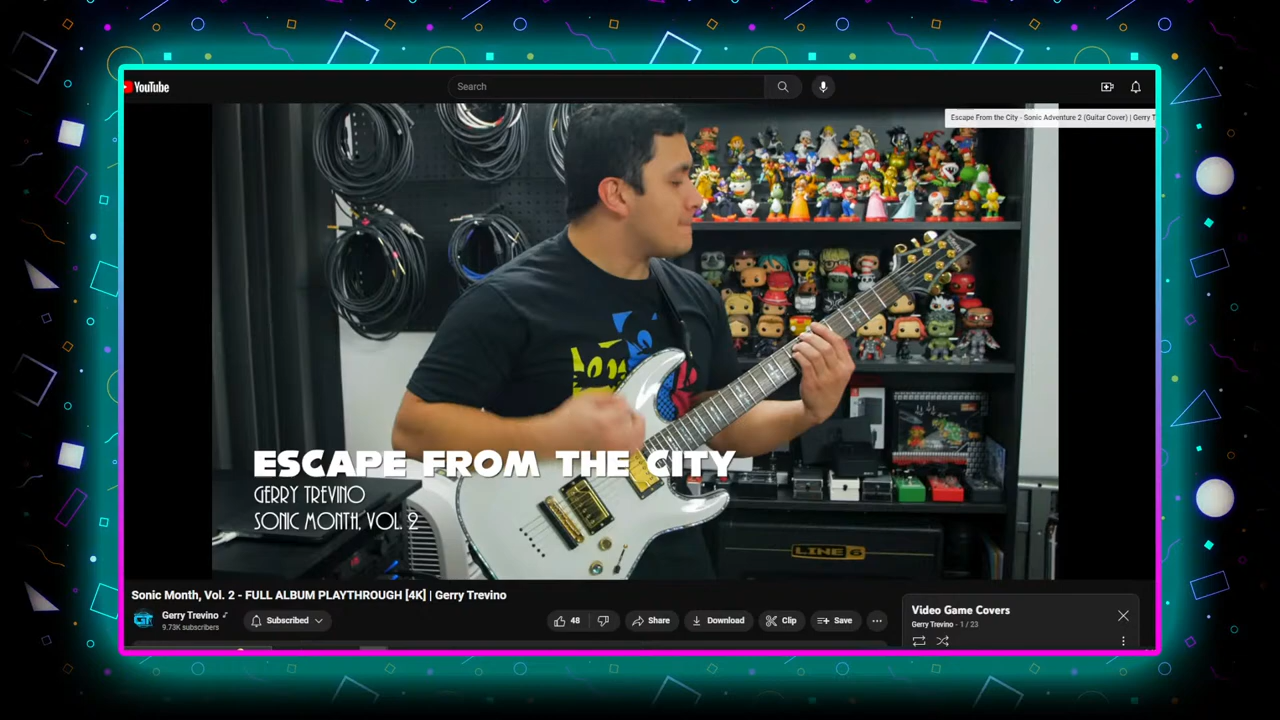 YouTube
Search
Escape From the City - Sonic Adventure 2 (Guitar Cover) | Gerry T
ESCAPE FROM THE CITY
GERRY TREVINO
SONIC MONTH, VOL. 2
LINE 6
Sonic Month, Vol. 2 - FULL ALBUM PLAYTHROUGH [4K] | Gerry Trevino
GT
Gerry Trevino
9.73K subscribers
Subscribed
48
Share
Download
Clip
Save
Video Game Covers
Gerry Trevino - 1 / 23